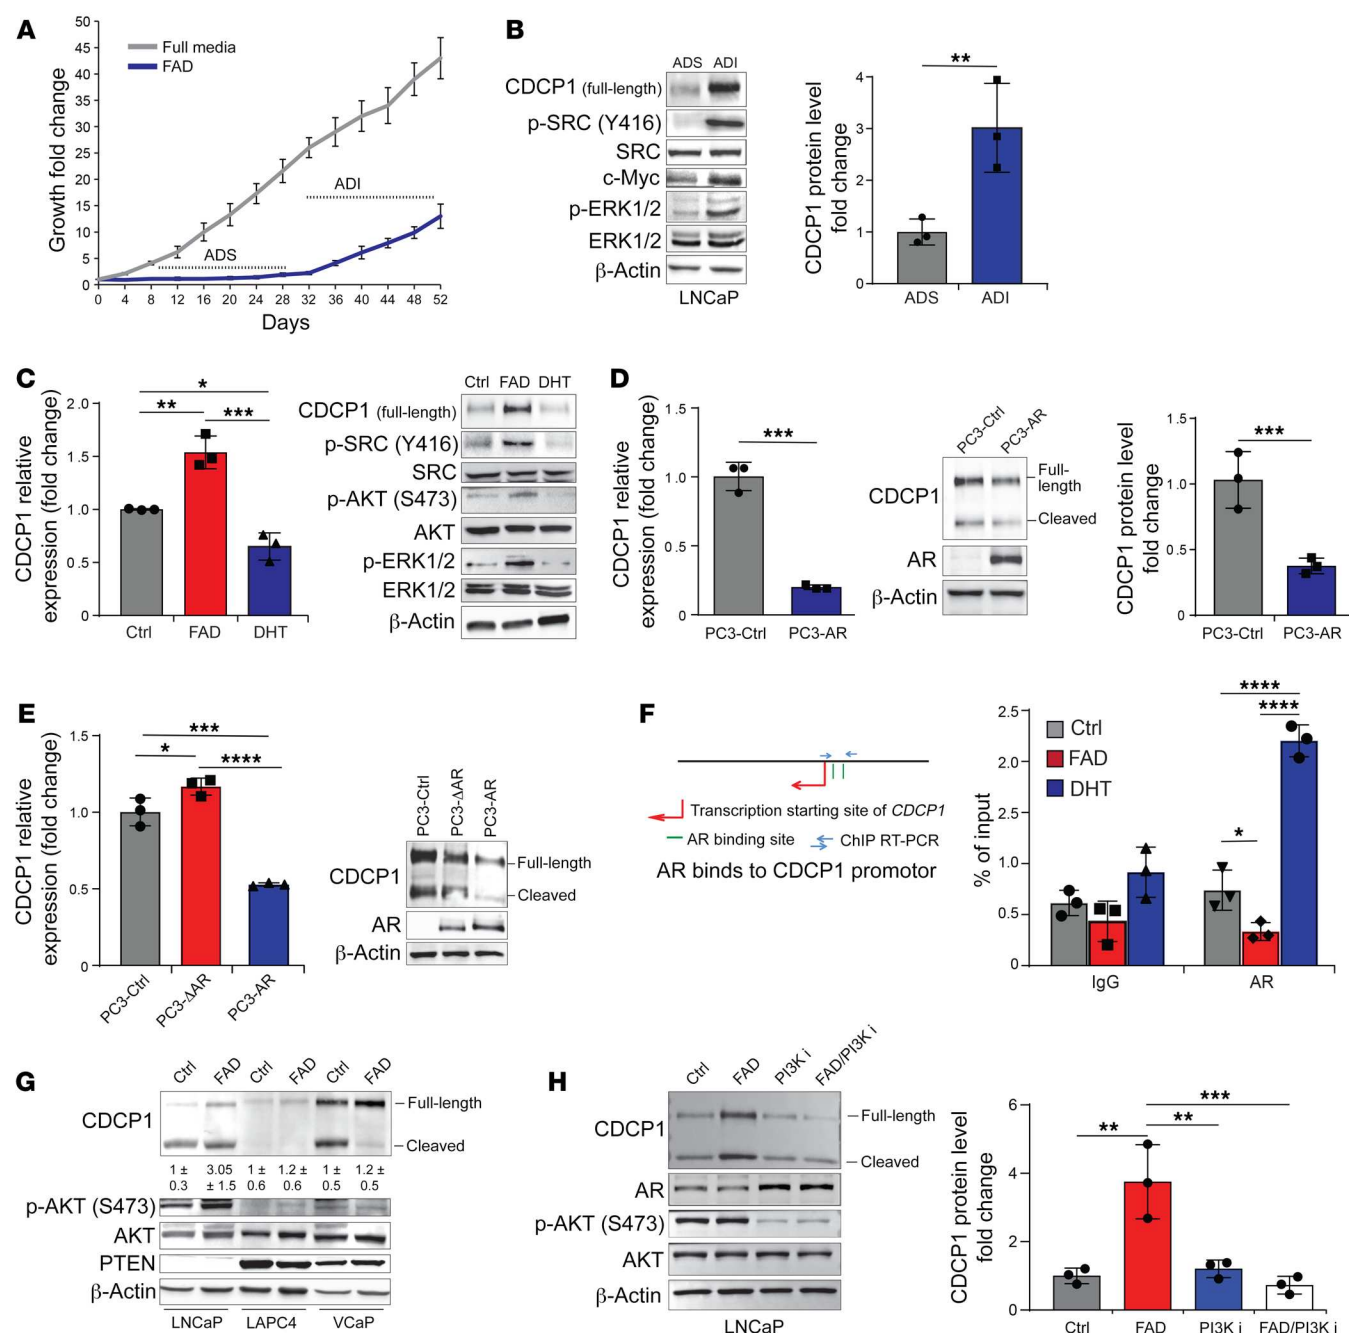 A
Growth fold change
50
45
40
35
30
25
20
15
10
5
0
Full media
FAD
ADI
ADS
0 4 8 12 16 20 24 28 32 36 40 44 48 52
Days
B
ADS ADI
CDCP1 (full-length)
p-SRC (Y416)
SRC
c-Myc
p-ERK1/2
ERK1/2
β-Actin
LNCaP
CDCP1 protein level
fold change
4
3
2
1
0
**
ADS ADI
C
CDCP1 relative
expression (fold change)
2.0
1.5
1.0
0.5
0
*
** ***
Ctrl FAD DHT
Ctrl FAD DHT
CDCP1 (full-length)
p-SRC (Y416)
SRC
p-AKT (S473)
AKT
p-ERK1/2
ERK1/2
β-Actin
D
CDCP1 relative
expression (fold change)
1.5
1.0
0.5
0
***
PC3-Ctrl PC3-AR
PC3-Ctrl PC3-AR
CDCP1
Full-
length
Cleaved
AR
β-Actin
CDCP1 protein level
fold change
1.5
1.0
0.5
0
***
PC3-Ctrl PC3-AR
E
CDCP1 relative
expression (fold change)
1.5
1.0
0.5
0
***
* ****
PC3-Ctrl PC3-ΔAR PC3-AR
PC3-Ctrl PC3-ΔAR PC3-AR
CDCP1
Full-length
Cleaved
AR
β-Actin
F
Transcription starting site of CDCP1
AR binding site ChIP RT-PCR
AR binds to CDCP1 promotor
% of input
2.5
2.0
2.5
1.0
0.5
0
Ctrl
FAD
DHT
****
****
*
IgG AR
G
Ctrl FAD Ctrl FAD Ctrl FAD
CDCP1
Full-length
Cleaved
1 ± 3.05 1 ± 1.2 ± 1 ± 1.2 ±
0.3 ± 1.5 0.6 0.6 0.5 0.5
p-AKT (S473)
AKT
PTEN
β-Actin
LNCaP LAPC4 VCaP
H
Ctrl FAD PI3K i FAD/PI3K i
CDCP1
Full-length
Cleaved
AR
p-AKT (S473)
AKT
β-Actin
LNCaP
CDCP1 protein level
fold change
6
4
2
0
***
** **
Ctrl FAD PI3K i FAD/PI3K i